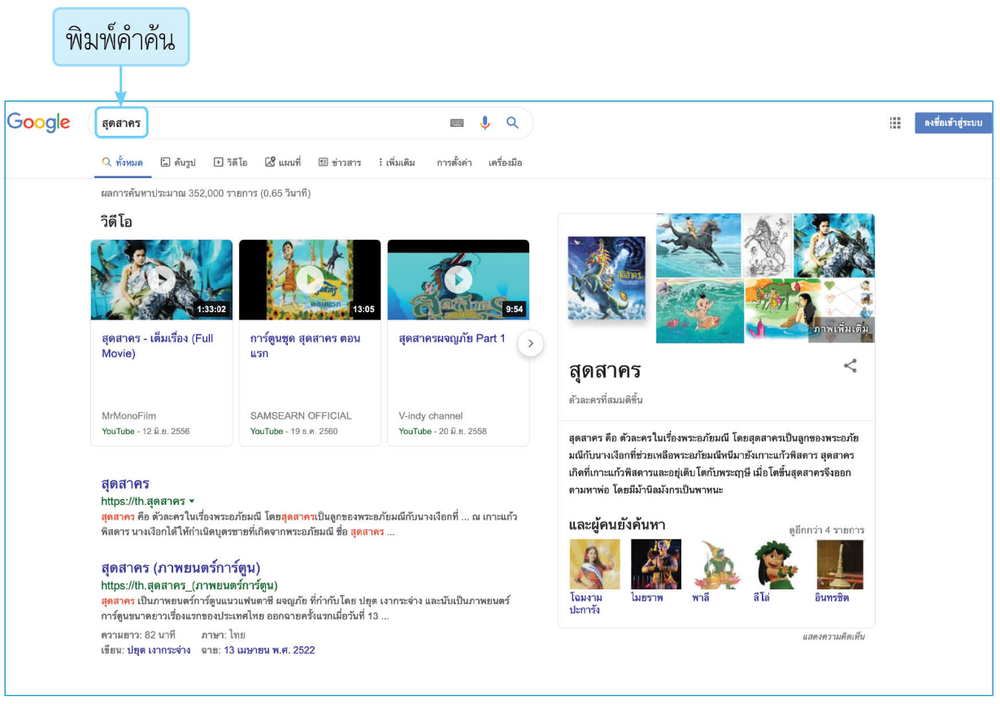 พิมพ์คำค้น
Google
สุดสาคร
ลงชื่อเข้าสู่ระบบ
ทั้งหมด ค้นรูป วิดีโอ แผนที่ ข่าวสาร เพิ่มเติม การตั้งค่า เครื่องมือ
ผลการค้นหาประมาณ 352,000 รายการ (0.65 วินาที)
วิดีโอ
1:33:02
สุดสาคร - เต็มเรื่อง (Full
Movie)
MrMonoFilm
YouTube - 12 มิ.ย. 2556
สุดสาคร
ตอนแรก
13:05
การ์ตูนชุด สุดสาคร ตอน
แรก
SAMSEARN OFFICIAL
YouTube - 19 ธ.ค. 2560
สุดสาคร
9:54
สุดสาครผจญภัย Part 1
V-indy channel
YouTube - 20 มิ.ย. 2558
สุดสาคร
https://th.สุดสาคร
สุดสาคร คือ ตัวละครในเรื่องพระอภัยมณี โดยสุดสาครเป็นลูกของพระอภัยมณีกับนางเงือกที่ ... ณ เกาะแก้ว
พิสดาร นางเงือกได้ให้กำเนิดบุตรชายที่เกิดจากพระอภัยมณี ชื่อ สุดสาคร ...
สุดสาคร (ภาพยนตร์การ์ตูน)
https://th.สุดสาคร_(ภาพยนตร์การ์ตูน)
สุดสาคร เป็นภาพยนตร์การ์ตูนแนวแฟนตาซี ผจญภัย ที่กำกับโดย ปยุต เงากระจ่าง และนับเป็นภาพยนตร์
การ์ตูนขนาดยาวเรื่องแรกของประเทศไทย ออกฉายครั้งแรกเมื่อวันที่ 13 ...
ความยาว: 82 นาที ภาษา: ไทย
เขียน: ปยุต เงากระจ่าง ฉาย: 13 เมษายน พ.ศ. 2522
สุดสาคร
ภาพเพิ่มเติม
สุดสาคร
ตัวละครที่สมมติขึ้น
สุดสาคร คือ ตัวละครในเรื่องพระอภัยมณี โดยสุดสาครเป็นลูกของพระอภัย
มณีกับนางเงือกที่ช่วยเหลือพระอภัยมณีหนีมายังเกาะแก้วพิสดาร สุดสาคร
เกิดที่เกาะแก้วพิสดารและอยู่เติบโตกับพระฤๅษี เมื่อโตขึ้นสุดสาครจึงออก
ตามหาพ่อ โดยมีม้านิลมังกรเป็นพาหนะ
และผู้คนยังค้นหา
ดูอีกกว่า 4 รายการ
โฉมงาม
ปะการัง
ไมยราพ
พาลี
ลีโล่
อินทรชิต
แสดงความคิดเห็น